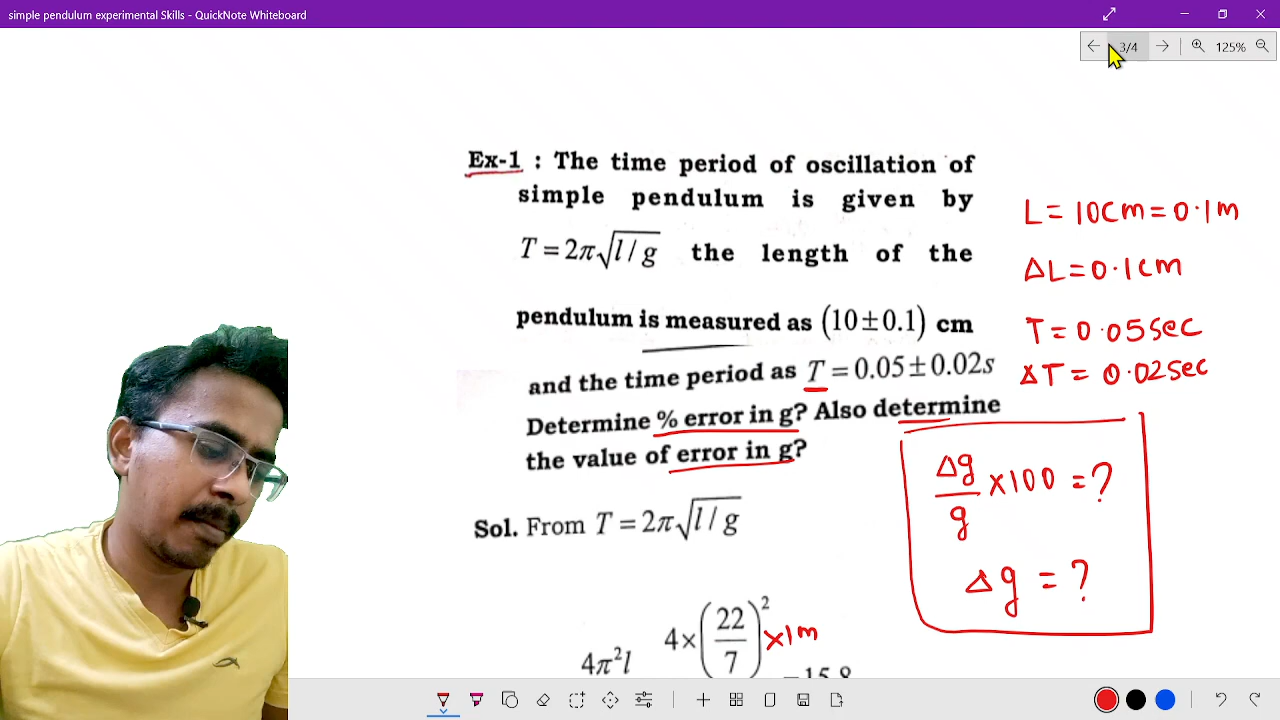 simple pendulum experimental Skills - QuickNote Whiteboard
3/4
125%
Ex-1 : The time period of oscillation of
simple pendulum is given by
T = 2π√l / g the length of the
pendulum is measured as (10±0.1) cm
and the time period as T = 0.05±0.02s
Determine % error in g? Also determine
the value of error in g?
L= 10cm = 0.1m
ΔL=0.1cm
T= 0.05sec
ΔT= 0.02sec
Δg/g ×100 =?
Δg = ?
Sol. From T = 2π√l / g
4π²l 4×(22/7)² ×1m